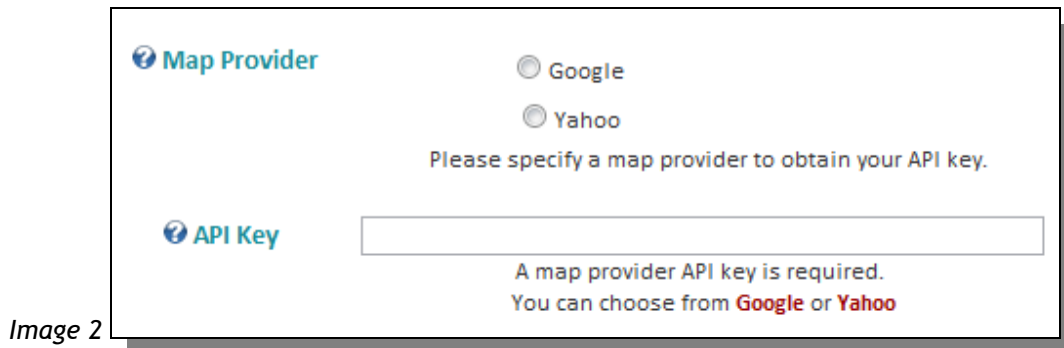 Map Provider
Google
Yahoo
Please specify a map provider to obtain your API key.
API Key
A map provider API key is required.
You can choose from Google or Yahoo
Image 2